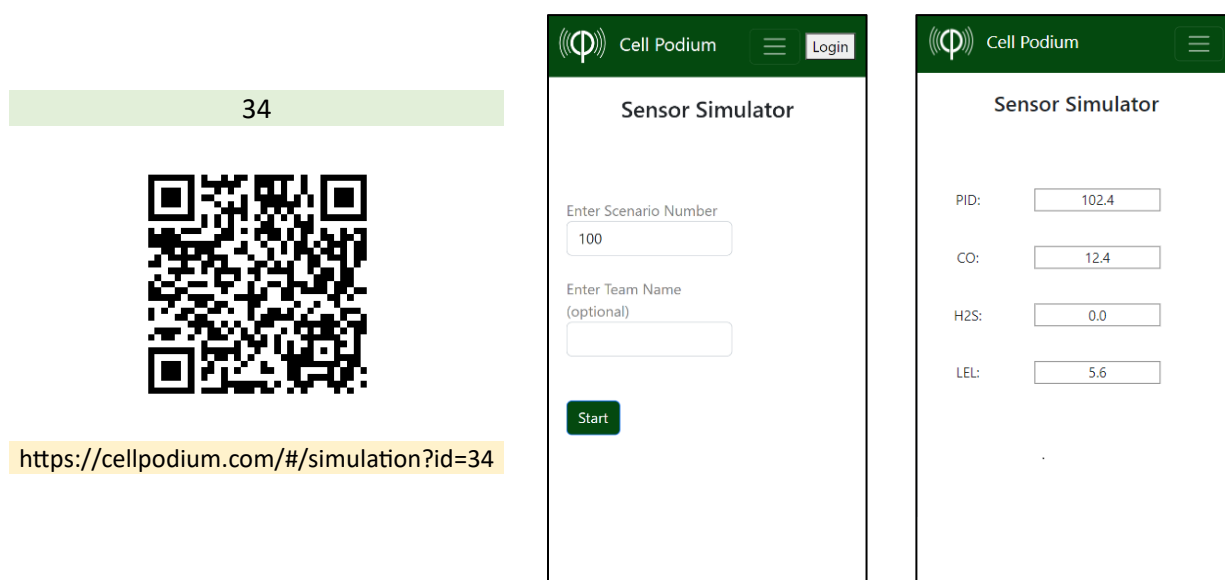 34
https://cellpodium.com/#/simulation?id=34
Cell Podium
Login
Sensor Simulator
Enter Scenario Number
100
Enter Team Name
(optional)
Start
Cell Podium
Sensor Simulator
PID: 102.4
CO: 12.4
H2S: 0.0
LEL: 5.6
.